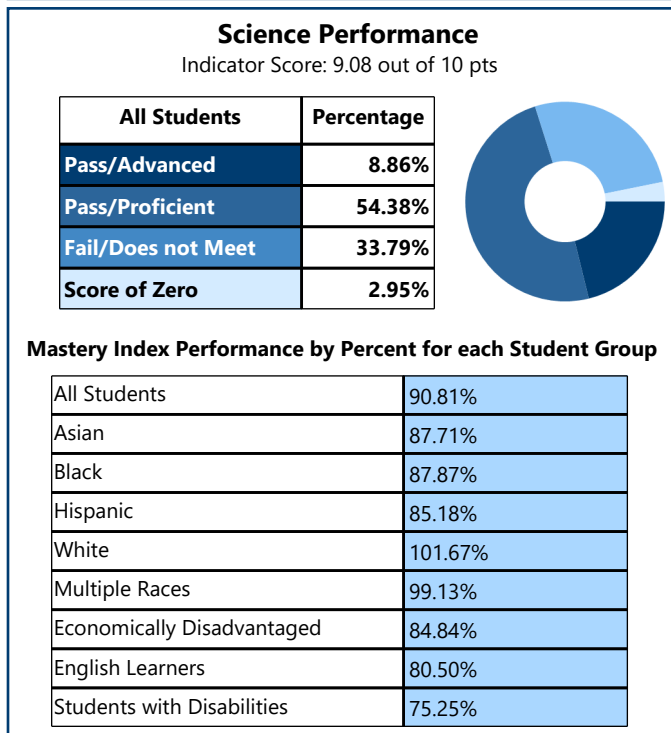 Science Performance
Indicator Score: 9.08 out of 10 pts
All Students Percentage
Pass/Advanced 8.86%
Pass/Proficient 54.38%
Fail/Does not Meet 33.79%
Score of Zero 2.95%
Mastery Index Performance by Percent for each Student Group
All Students 90.81%
Asian 87.71%
Black 87.87%
Hispanic 85.18%
White 101.67%
Multiple Races 99.13%
Economically Disadvantaged 84.84%
English Learners 80.50%
Students with Disabilities 75.25%